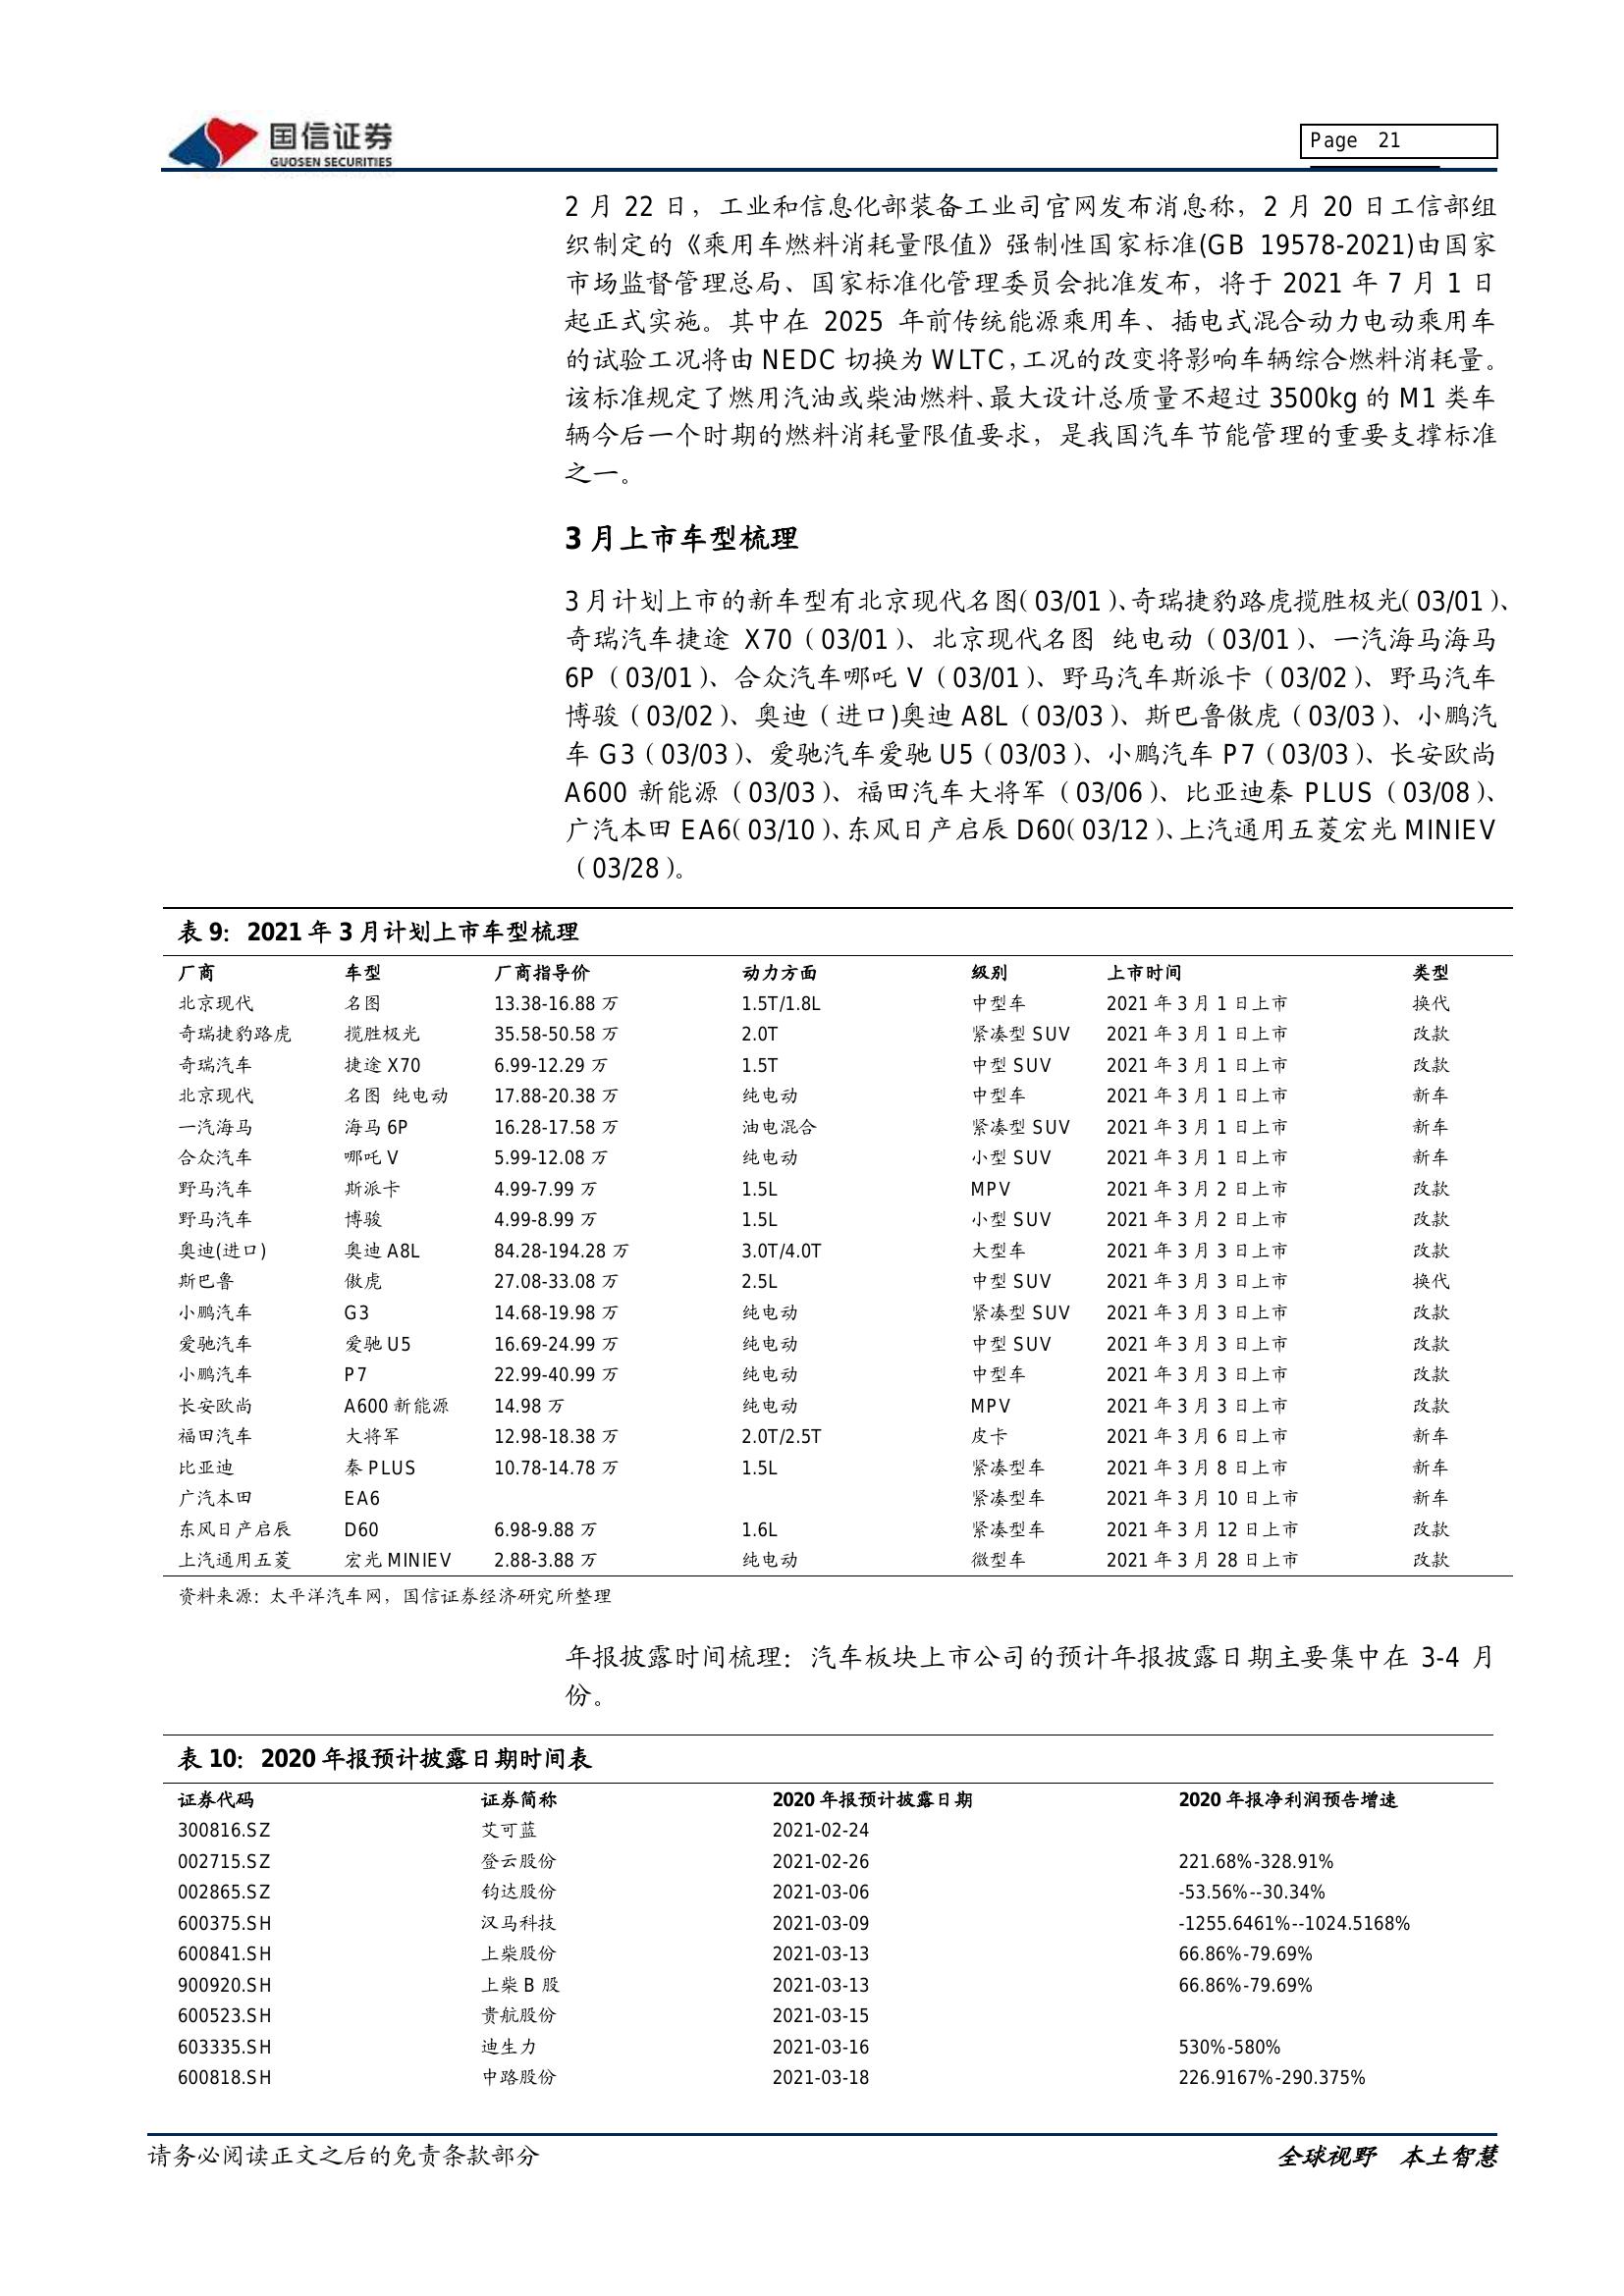 国信证券
GUOSEN SECURITIES
Page 21
2 月 22 日，工业和信息化部装备工业司官网发布消息称，2 月 20 日工信部组
织制定的《乘用车燃料消耗量限值》强制性国家标准(GB 19578-2021)由国家
市场监督管理总局、国家标准化管理委员会批准发布，将于 2021 年 7 月 1 日
起正式实施。其中在 2025 年前传统能源乘用车、插电式混合动力电动乘用车
的试验工况将由 NEDC 切换为 WLTC，工况的改变将影响车辆综合燃料消耗量。
该标准规定了燃用汽油或柴油燃料、最大设计总质量不超过 3500kg 的 M1 类车
辆今后一个时期的燃料消耗量限值要求，是我国汽车节能管理的重要支撑标准
之一。
3 月上市车型梳理
3 月计划上市的新车型有北京现代名图（03/01）、奇瑞捷豹路虎揽胜极光（03/01）、
奇瑞汽车捷途 X70（03/01）、北京现代名图 纯电动（03/01）、一汽海马海马
6P（03/01）、合众汽车哪吒 V（03/01）、野马汽车斯派卡（03/02）、野马汽车
博骏（03/02）、奥迪（进口)奥迪 A8L（03/03）、斯巴鲁傲虎（03/03）、小鹏汽
车 G3（03/03）、爱驰汽车爱驰 U5（03/03）、小鹏汽车 P7（03/03）、长安欧尚
A600 新能源（03/03）、福田汽车大将军（03/06）、比亚迪秦 PLUS（03/08）、
广汽本田 EA6（03/10）、东风日产启辰 D60（03/12）、上汽通用五菱宏光 MINIEV
（03/28）。
表 9：2021 年 3 月计划上市车型梳理
厂商 车型 厂商指导价 动力方面 级别 上市时间 类型
北京现代 名图 13.38-16.88 万 1.5T/1.8L 中型车 2021 年 3 月 1 日上市 换代
奇瑞捷豹路虎 揽胜极光 35.58-50.58 万 2.0T 紧凑型 SUV 2021 年 3 月 1 日上市 改款
奇瑞汽车 捷途 X70 6.99-12.29 万 1.5T 中型 SUV 2021 年 3 月 1 日上市 改款
北京现代 名图 纯电动 17.88-20.38 万 纯电动 中型车 2021 年 3 月 1 日上市 新车
一汽海马 海马 6P 16.28-17.58 万 油电混合 紧凑型 SUV 2021 年 3 月 1 日上市 新车
合众汽车 哪吒 V 5.99-12.08 万 纯电动 小型 SUV 2021 年 3 月 1 日上市 新车
野马汽车 斯派卡 4.99-7.99 万 1.5L MPV 2021 年 3 月 2 日上市 改款
野马汽车 博骏 4.99-8.99 万 1.5L 小型 SUV 2021 年 3 月 2 日上市 改款
奥迪(进口) 奥迪 A8L 84.28-194.28 万 3.0T/4.0T 大型车 2021 年 3 月 3 日上市 改款
斯巴鲁 傲虎 27.08-33.08 万 2.5L 中型 SUV 2021 年 3 月 3 日上市 换代
小鹏汽车 G3 14.68-19.98 万 纯电动 紧凑型 SUV 2021 年 3 月 3 日上市 改款
爱驰汽车 爱驰 U5 16.69-24.99 万 纯电动 中型 SUV 2021 年 3 月 3 日上市 改款
小鹏汽车 P7 22.99-40.99 万 纯电动 中型车 2021 年 3 月 3 日上市 改款
长安欧尚 A600 新能源 14.98 万 纯电动 MPV 2021 年 3 月 3 日上市 改款
福田汽车 大将军 12.98-18.38 万 2.0T/2.5T 皮卡 2021 年 3 月 6 日上市 新车
比亚迪 秦 PLUS 10.78-14.78 万 1.5L 紧凑型车 2021 年 3 月 8 日上市 新车
广汽本田 EA6 紧凑型车 2021 年 3 月 10 日上市 新车
东风日产启辰 D60 6.98-9.88 万 1.6L 紧凑型车 2021 年 3 月 12 日上市 改款
上汽通用五菱 宏光 MINIEV 2.88-3.88 万 纯电动 微型车 2021 年 3 月 28 日上市 改款
资料来源：太平洋汽车网，国信证券经济研究所整理
年报披露时间梳理：汽车板块上市公司的预计年报披露日期主要集中在 3-4 月
份。
表 10：2020 年报预计披露日期时间表
证券代码 证券简称 2020 年报预计披露日期 2020 年报净利润预告增速
300816.SZ 艾可蓝 2021-02-24
002715.SZ 登云股份 2021-02-26 221.68%-328.91%
002865.SZ 钧达股份 2021-03-06 -53.56%--30.34%
600375.SH 汉马科技 2021-03-09 -1255.6461%--1024.5168%
600841.SH 上柴股份 2021-03-13 66.86%-79.69%
900920.SH 上柴 B 股 2021-03-13 66.86%-79.69%
600523.SH 贵航股份 2021-03-15
603335.SH 迪生力 2021-03-16 530%-580%
600818.SH 中路股份 2021-03-18 226.9167%-290.375%
请务必阅读正文之后的免责条款部分
全球视野 本土智慧